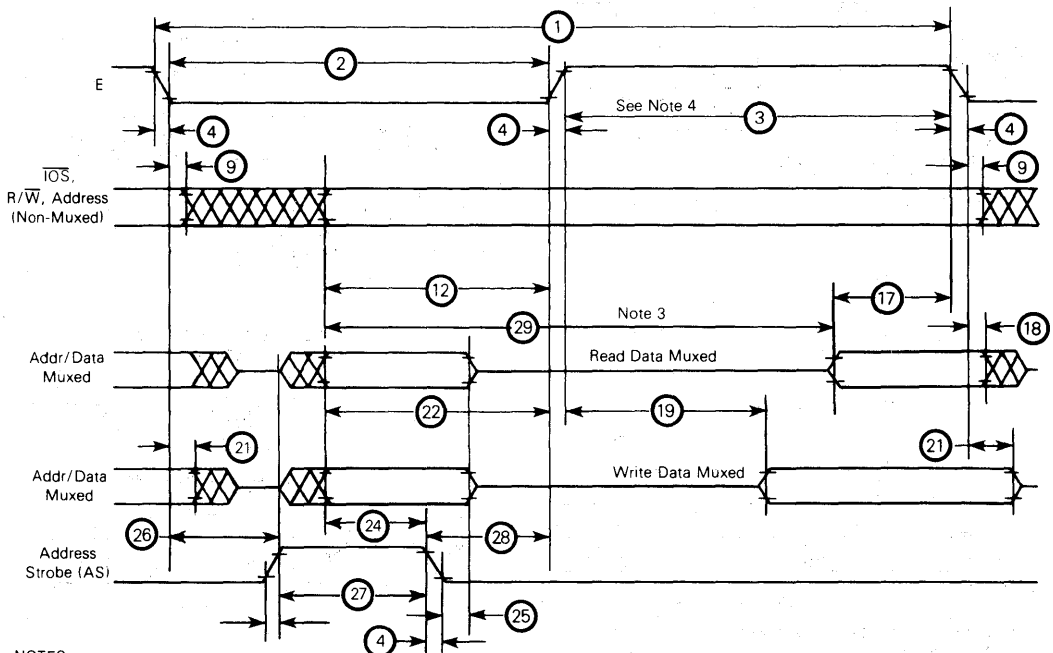 1
2
E
See Note 4
3
4
4
4
9
9
IOS,
R/W, Address
(Non-Muxed)
12
17
29
Note 3
18
Addr/Data
Muxed
Read Data Muxed
22
19
21
21
Addr/Data
Muxed
Write Data Muxed
26
24
28
Address
Strobe (AS)
27
25
4
NOTES